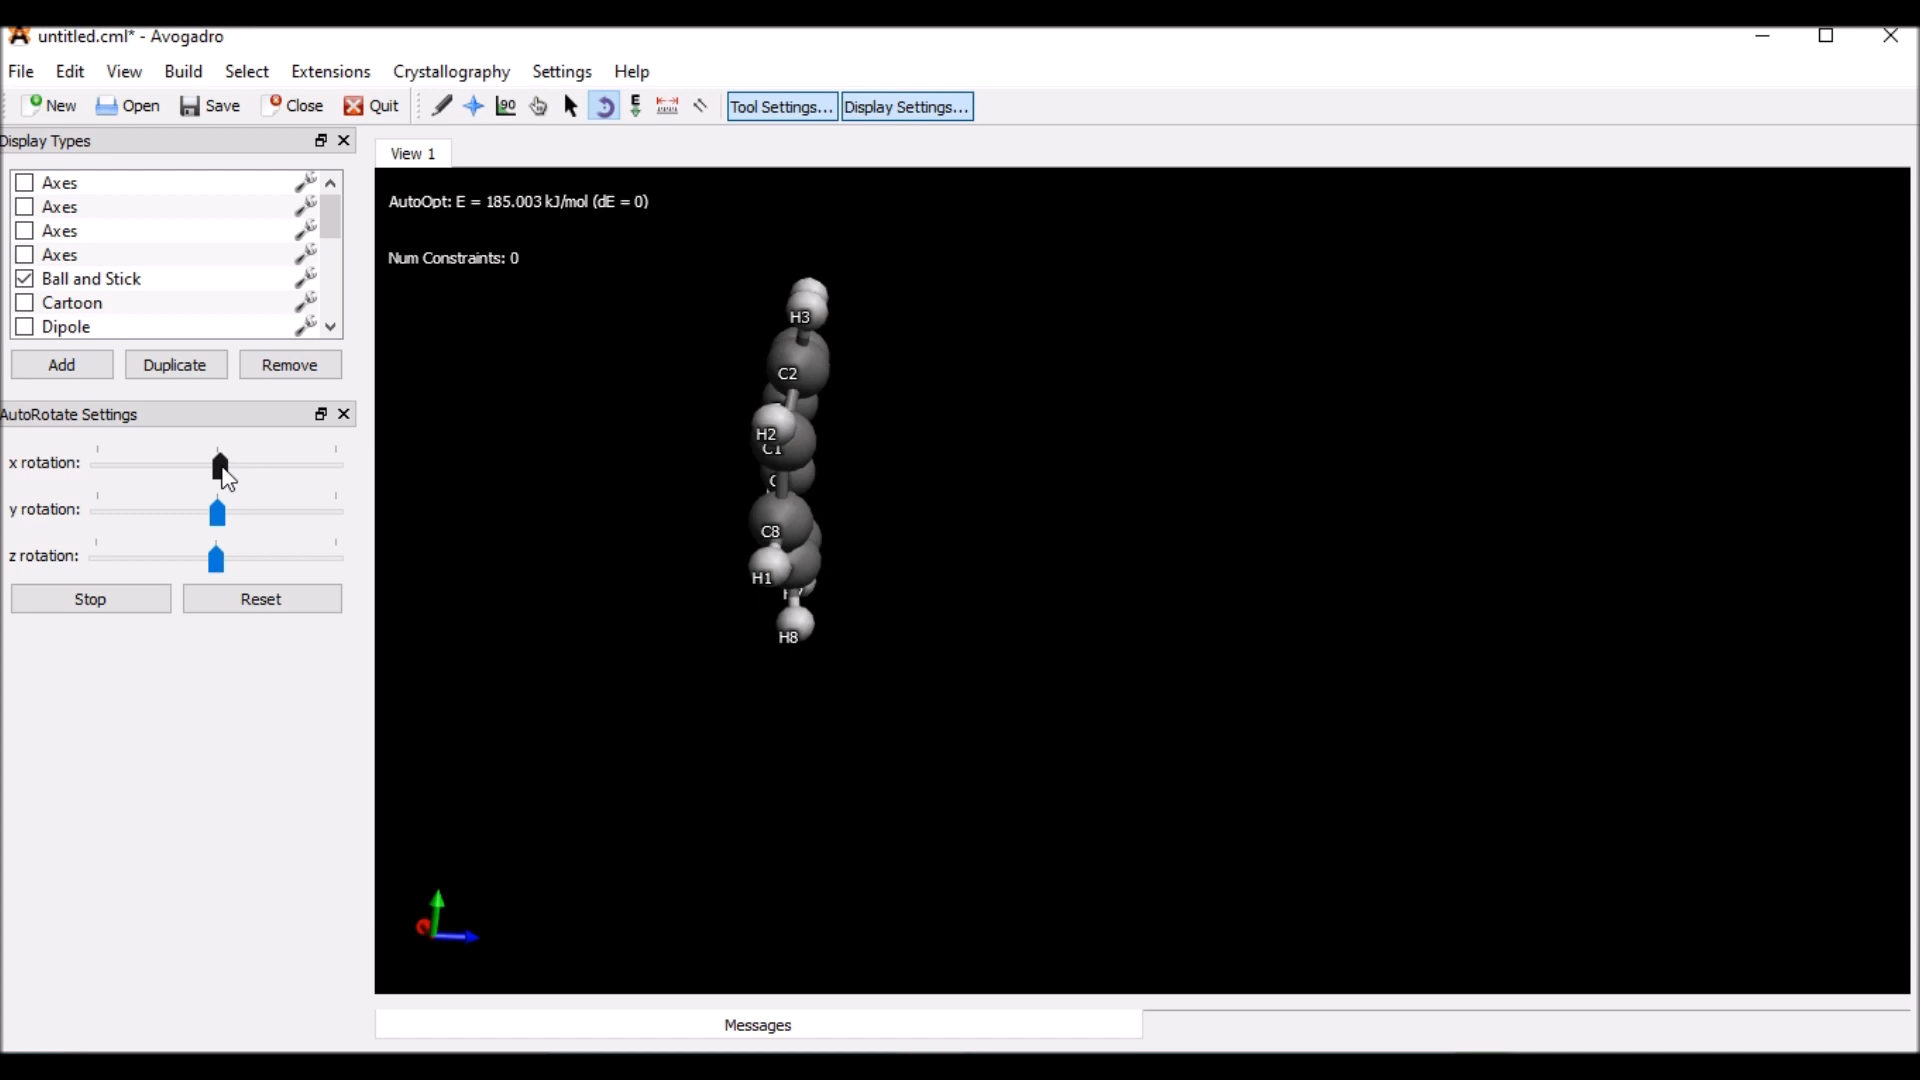 untitled.cml* - Avogadro
File Edit View Build Select Extensions Crystallography Settings Help
New Open Save Close Quit 90 E Tool Settings... Display Settings...
Display Types
View 1
Axes
Axes
Axes
Axes
Ball and Stick
Cartoon
Dipole
Add Duplicate Remove
AutoRotate Settings
x rotation:
y rotation:
z rotation:
Stop Reset
AutoOpt: E = 185.003 kJ/mol (dE = 0)
Num Constraints: 0
H3
C2
H2
C1
C8
H1
H8
Messages